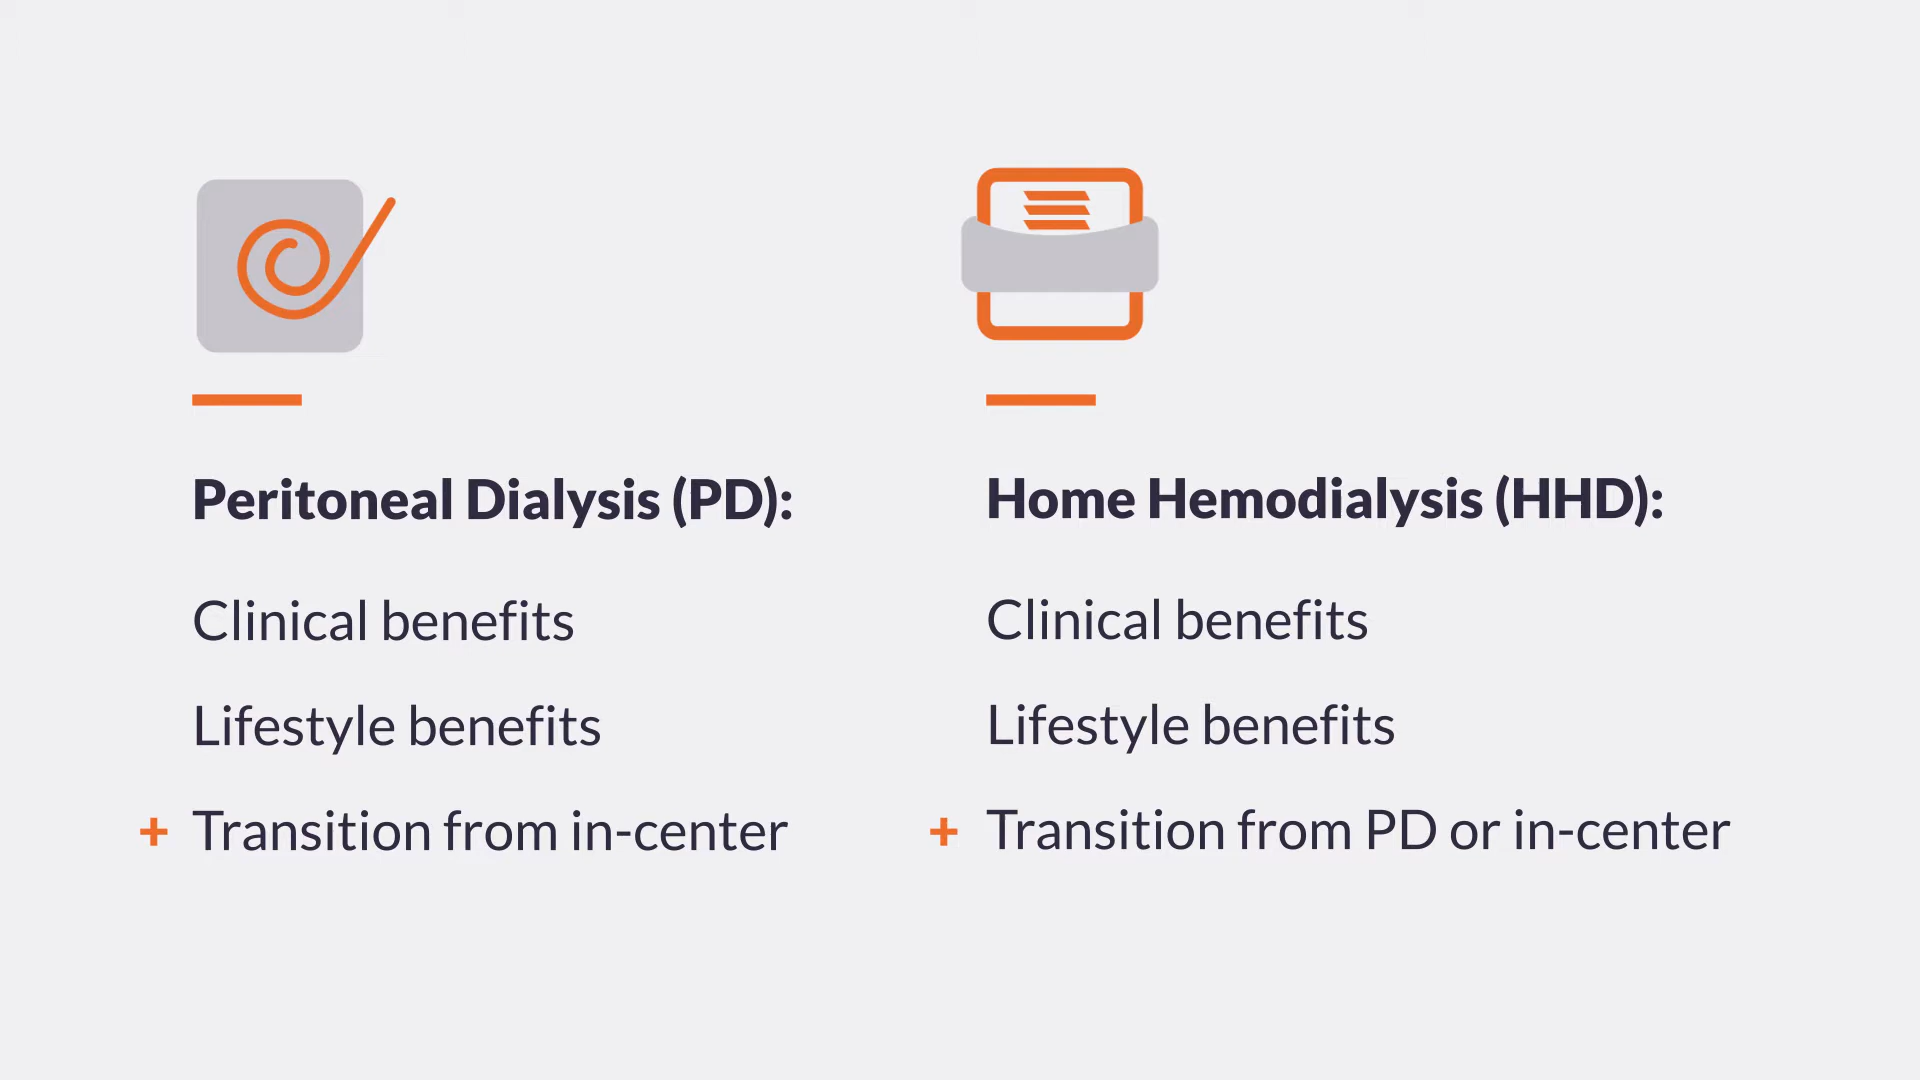 Peritoneal Dialysis (PD):
Clinical benefits
Lifestyle benefits
+ Transition from in-center
Home Hemodialysis (HHD):
Clinical benefits
Lifestyle benefits
+ Transition from PD or in-center